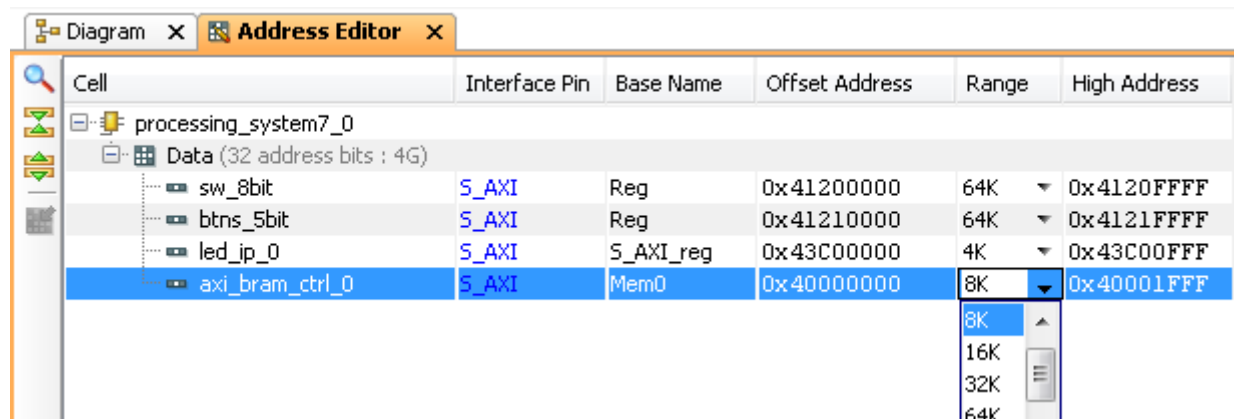 Diagram X Address Editor X
Cell Interface Pin Base Name Offset Address Range High Address
processing_system7_0
Data (32 address bits : 4G)
sw_8bit S_AXI Reg 0x41200000 64K 0x4120FFFF
btns_5bit S_AXI Reg 0x41210000 64K 0x4121FFFF
led_ip_0 S_AXI S_AXI_reg 0x43C00000 4K 0x43C00FFF
axi_bram_ctrl_0 S_AXI Mem0 0x40000000 8K 0x40001FFF
8K
16K
32K
64K